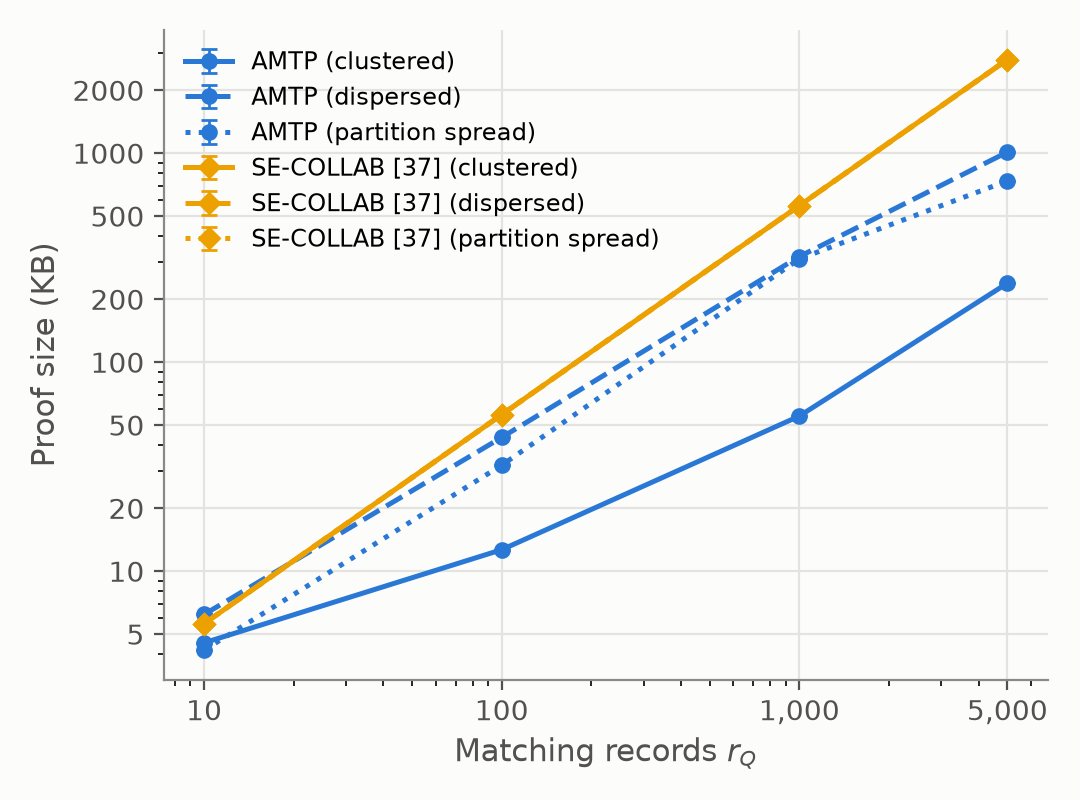 AMTP (clustered)
AMTP (dispersed)
AMTP (partition spread)
SE-COLLAB [37] (clustered)
SE-COLLAB [37] (dispersed)
SE-COLLAB [37] (partition spread)
Proof size (KB)
2000
1000
500
200
100
50
20
10
5
10
100
1,000
5,000
Matching records r_Q